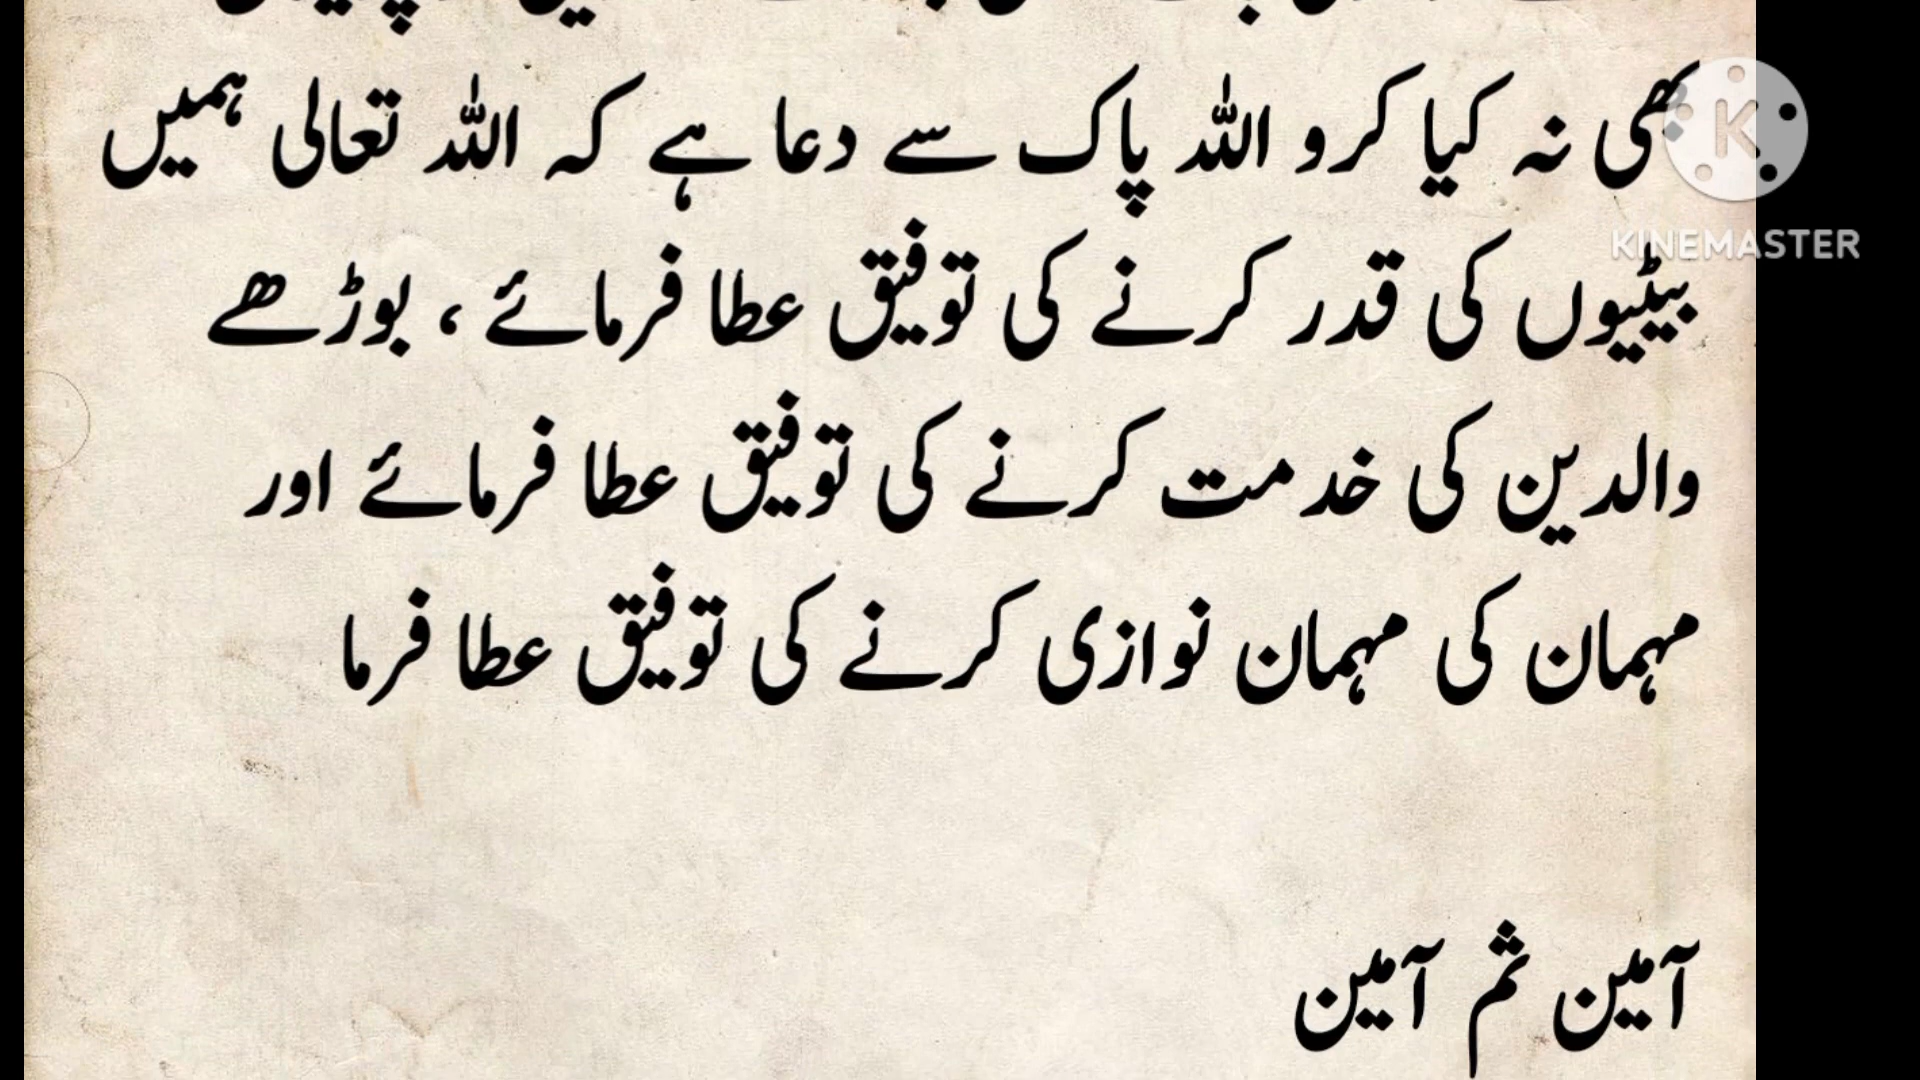 بھی نہ کیا کرو اللہ پاک سے دعا ہے کہ اللہ تعالی ہمیں
بیٹیوں کی قدر کرنے کی توفیق عطا فرمائے ، بوڑھے
والدین کی خدمت کرنے کی توفیق عطا فرمائے اور
مہمان کی مہمان نوازی کرنے کی توفیق عطا فرما
آمین ثم آمین
KINEMASTER